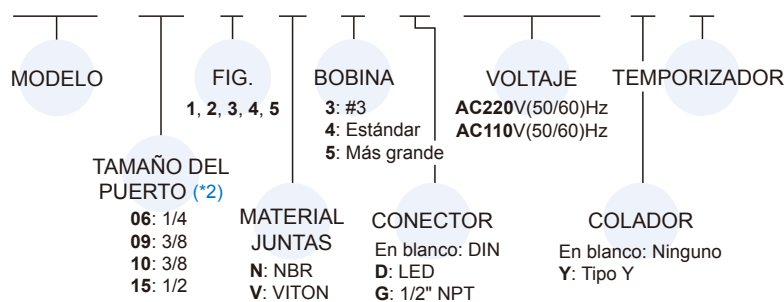 MODELO
FIG.
1, 2, 3, 4, 5
BOBINA
3: #3
4: Estándar
5: Más grande
VOLTAJE
AC220V(50/60)Hz
AC110V(50/60)Hz
TEMPORIZADOR
TAMAÑO DEL
PUERTO (*2)
06: 1/4
09: 3/8
10: 3/8
15: 1/2
MATERIAL
JUNTAS
N: NBR
V: VITON
CONECTOR
En blanco: DIN
D: LED
G: 1/2" NPT
COLADOR
En blanco: Ninguno
Y: Tipo Y